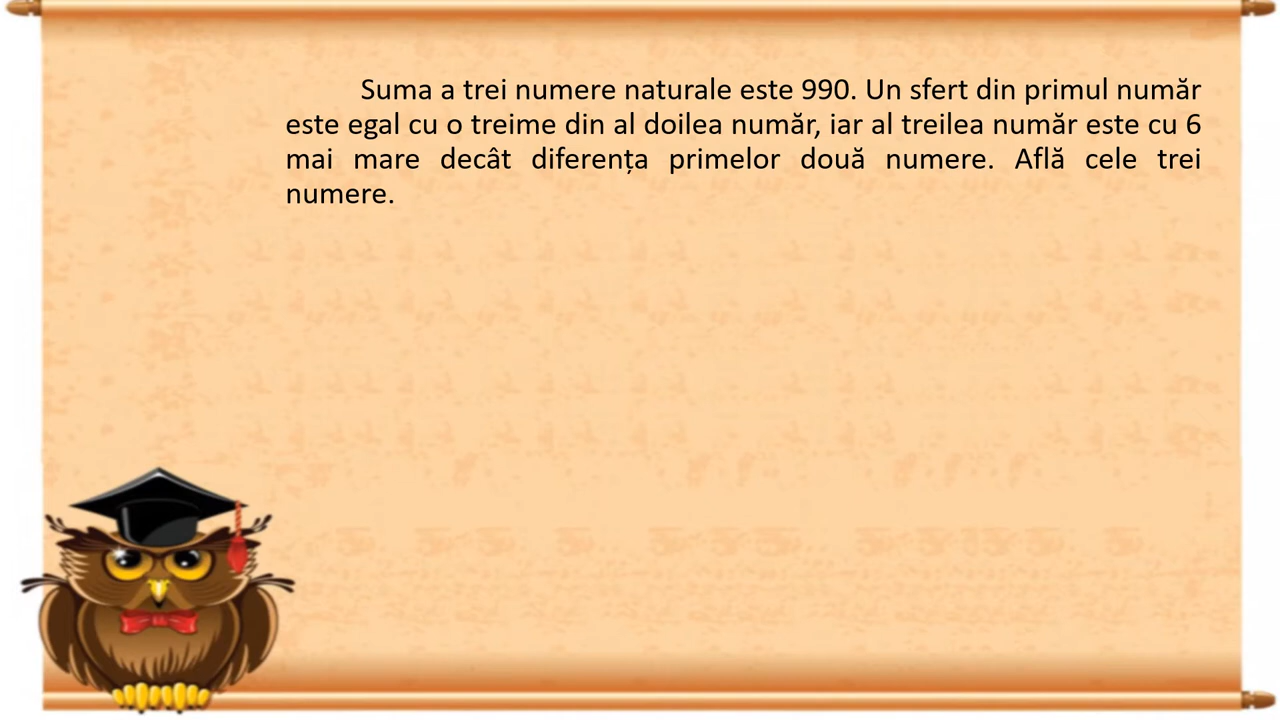 Suma a trei numere naturale este 990. Un sfert din primul număr
este egal cu o treime din al doilea număr, iar al treilea număr este cu 6
mai mare decât diferența primelor două numere. Află cele trei
numere.